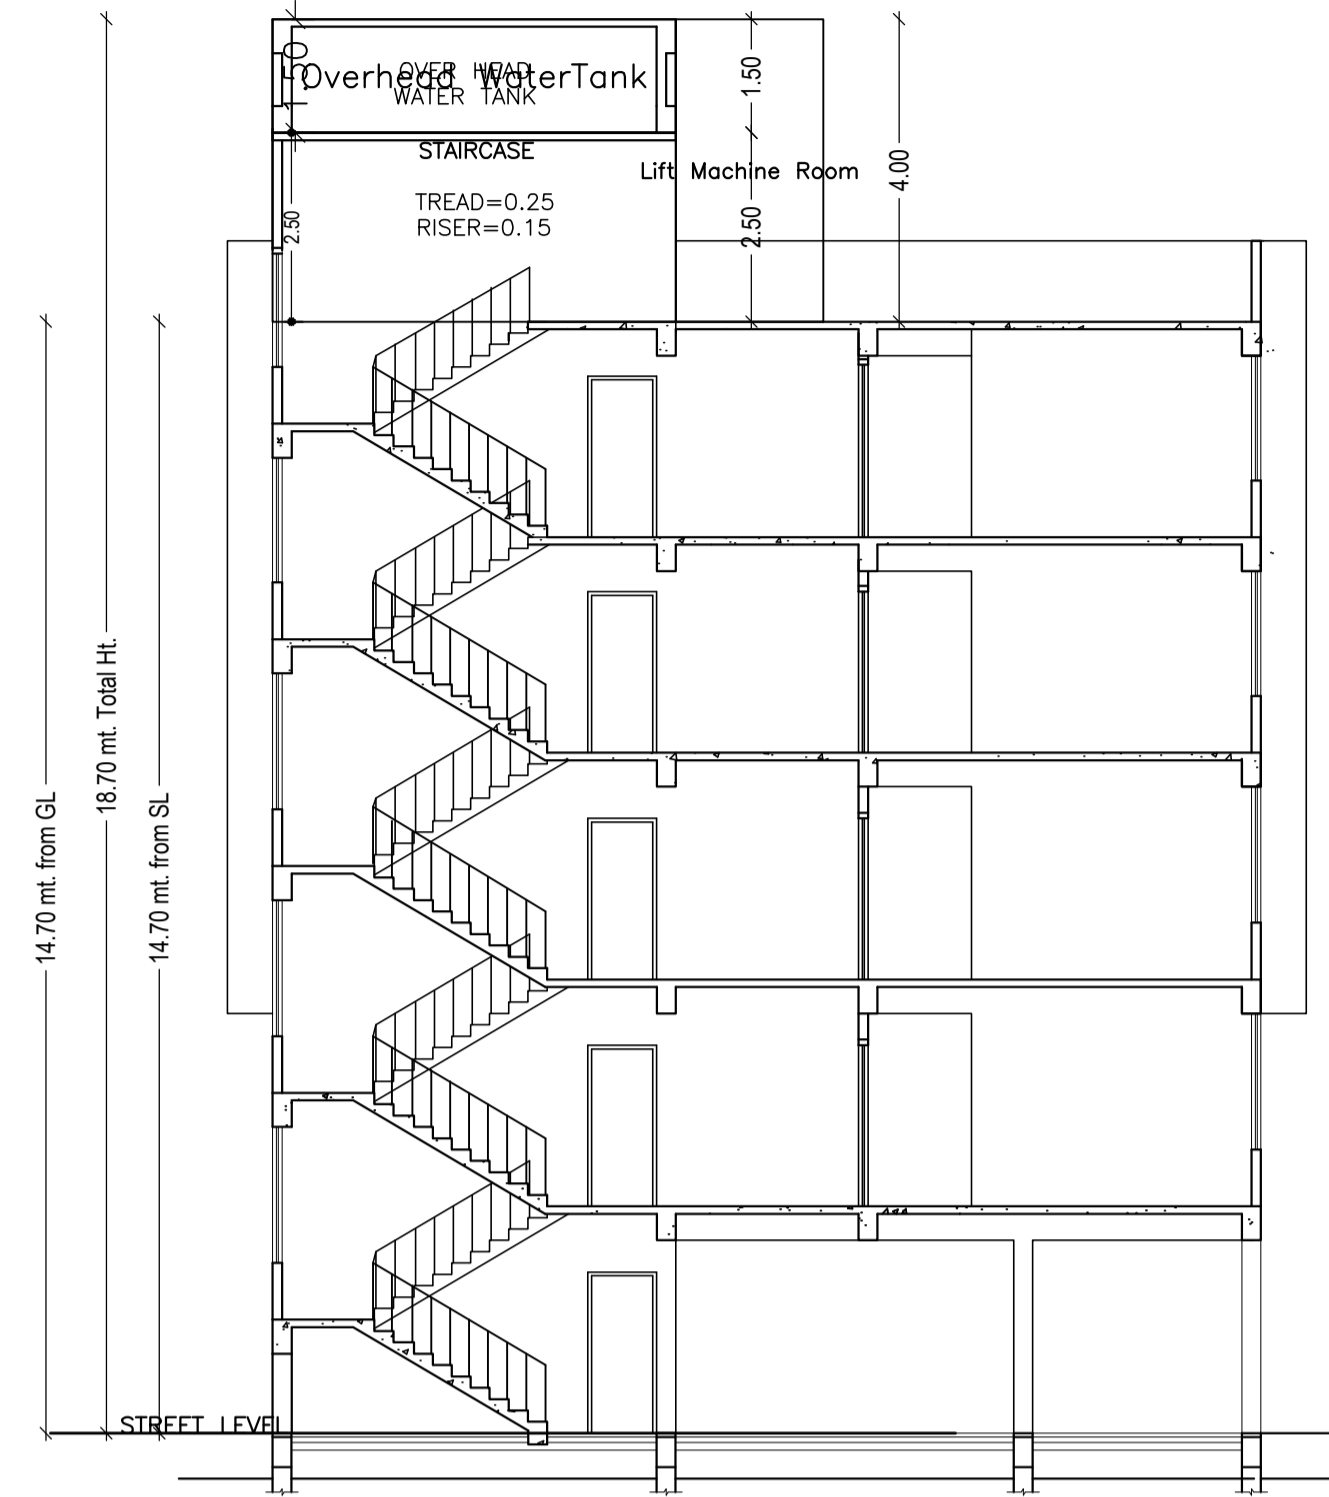 1.50
OVER HEAD
WATER TANK
Overhead WaterTank
1.50
STAIRCASE
Lift Machine Room
4.00
TREAD=0.25
RISER=0.15
2.50
2.50
18.70 mt. Total Ht.
14.70 mt. from GL
14.70 mt. from SL
STREET LEVEL